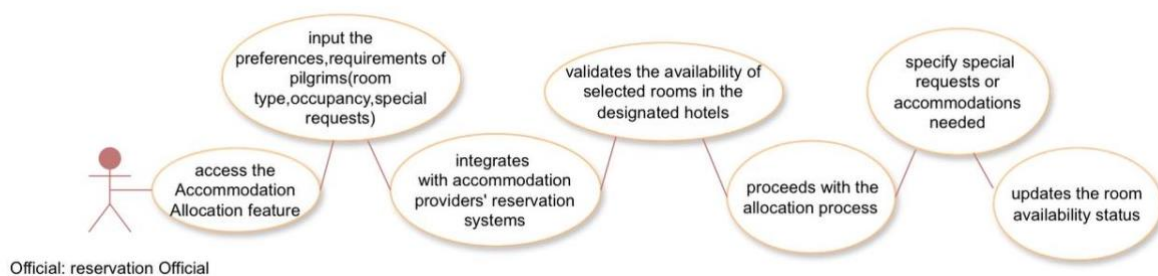 input the
preferences,requirements of
pilgrims(room
type,occupancy,special
requests)
validates the availability of
selected rooms in the
designated hotels
specify special
requests or
accommodations
needed
access the
Accommodation
Allocation feature
integrates
with accommodation
providers' reservation
systems
proceeds with the
allocation process
updates the room
availability status
Official: reservation Official